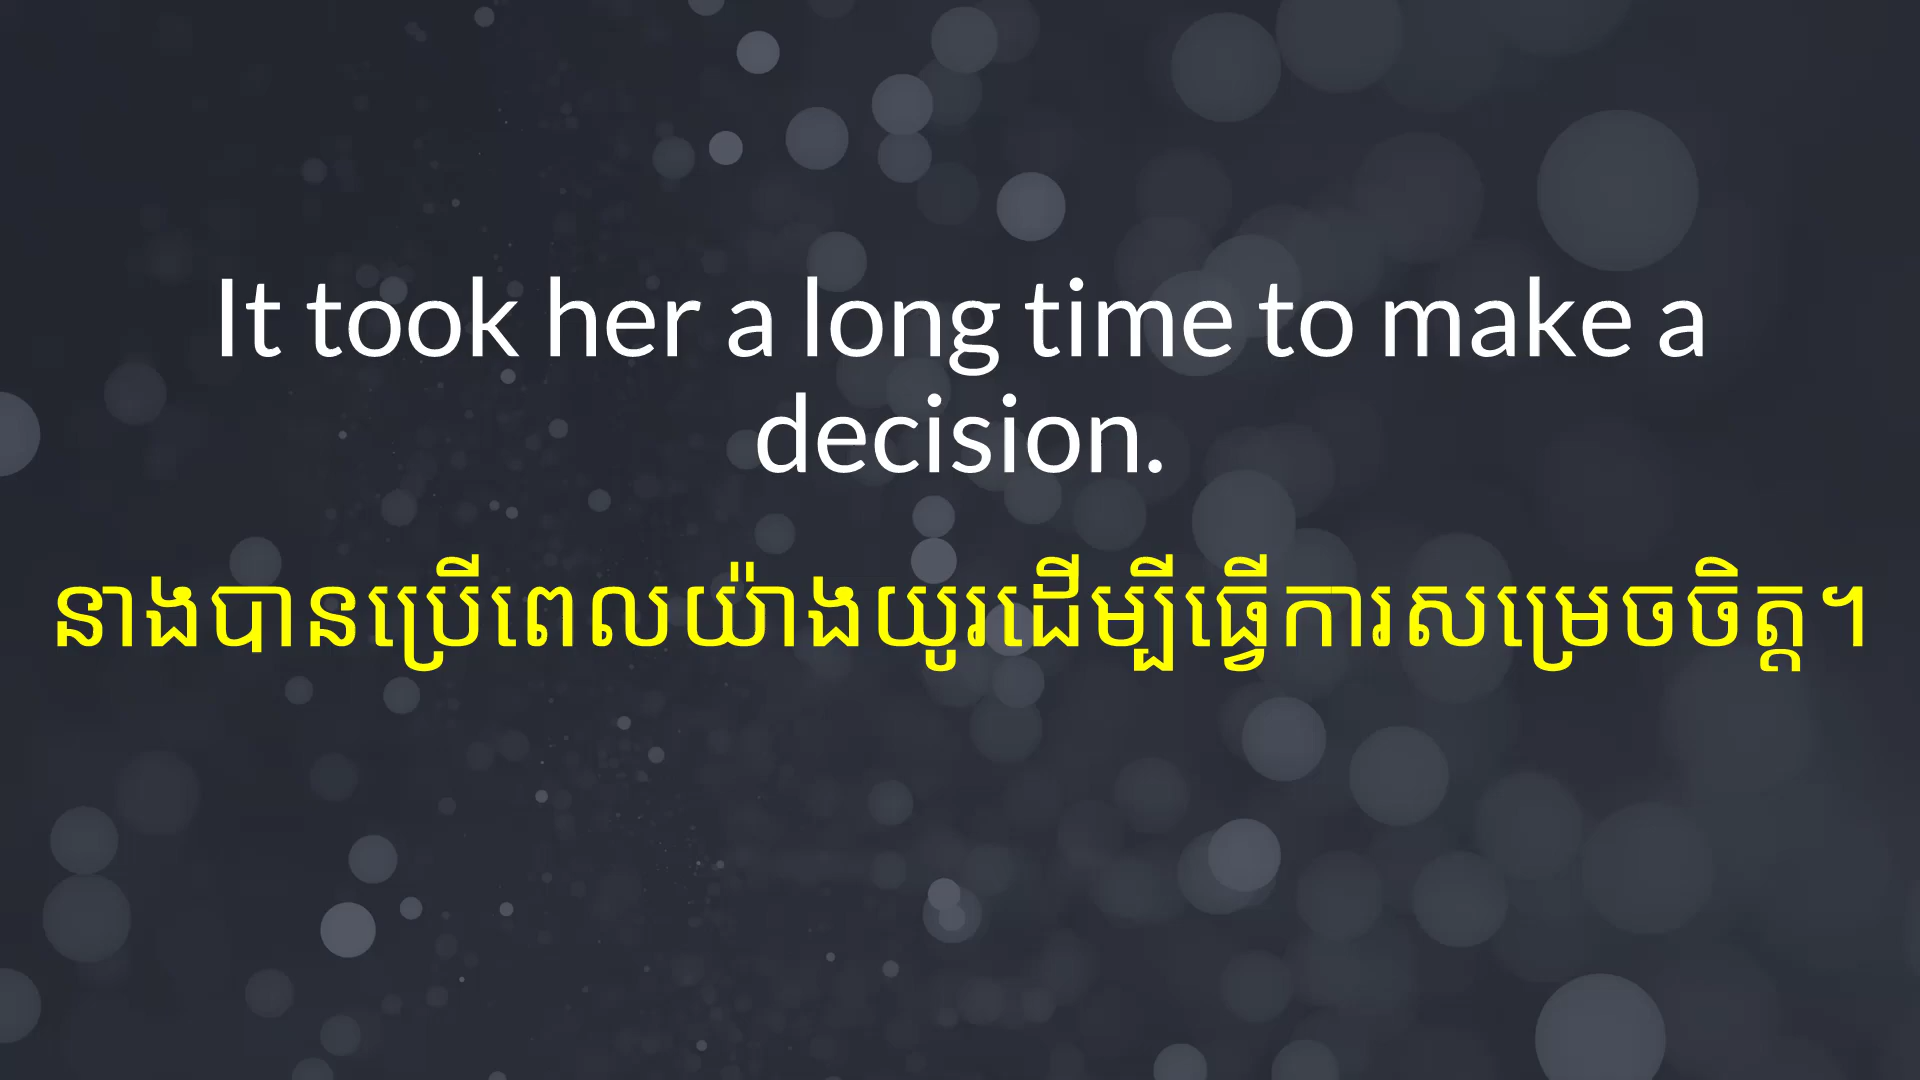 It took her a long time to make a
decision.
នាងបានប្រើពេលយ៉ាងយូរដើម្បីធ្វើការសម្រេចចិត្ត។